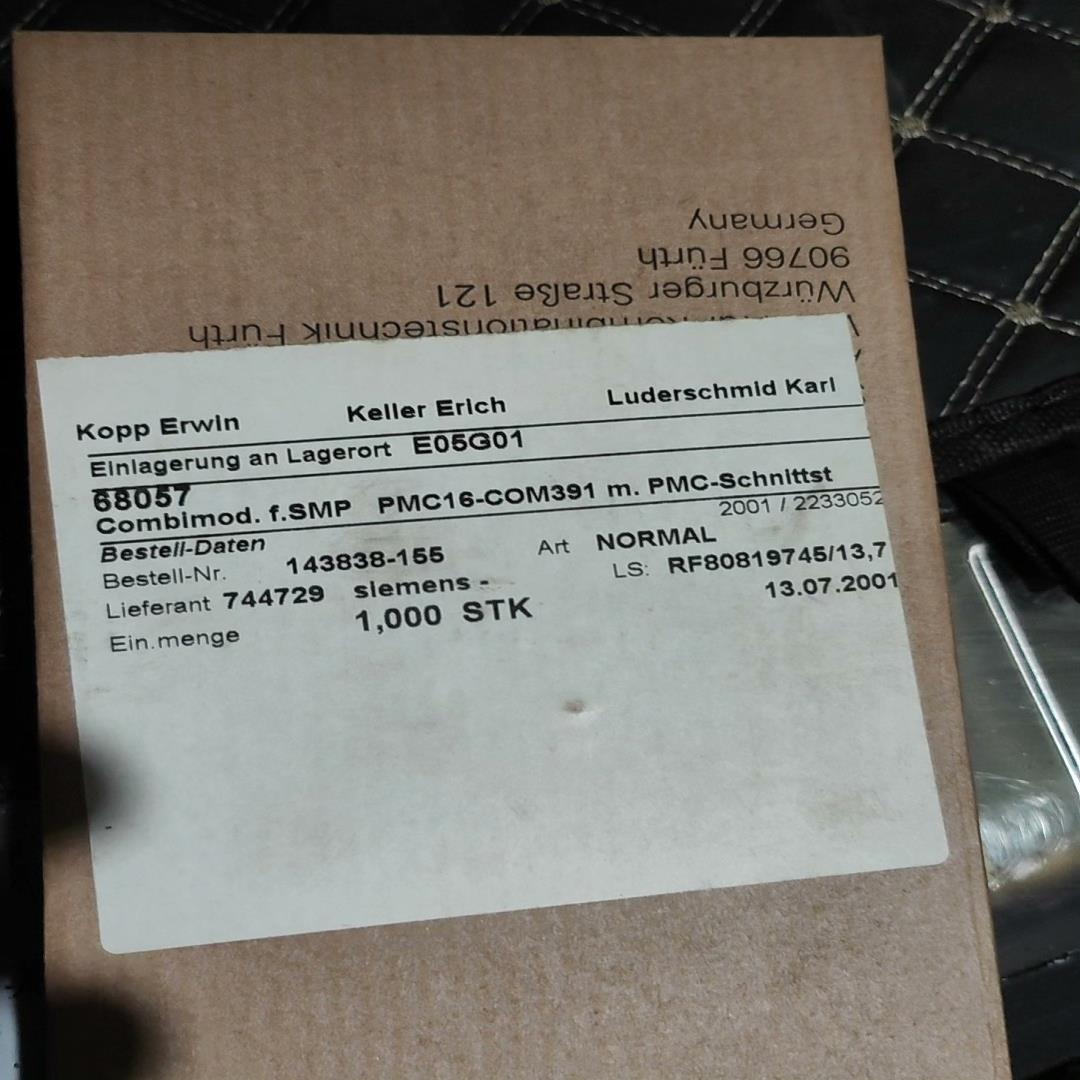 Kopp Erwin Keller Erich Luderschmid Karl
Einlagerung an Lagerort E05G01
68057
Combimod. f.SMP PMC16-COM391 m. PMC-Schnittst
2001 / 2233052
Bestell-Daten
Bestell-Nr. 143838-155 Art NORMAL
Lieferant 744729 siemens - LS: RF80819745/13,7
Ein.menge 1,000 STK 13.07.2001
Kombinationstechnik Fürth
Würzburger Straße 121
90766 Fürth
Germany